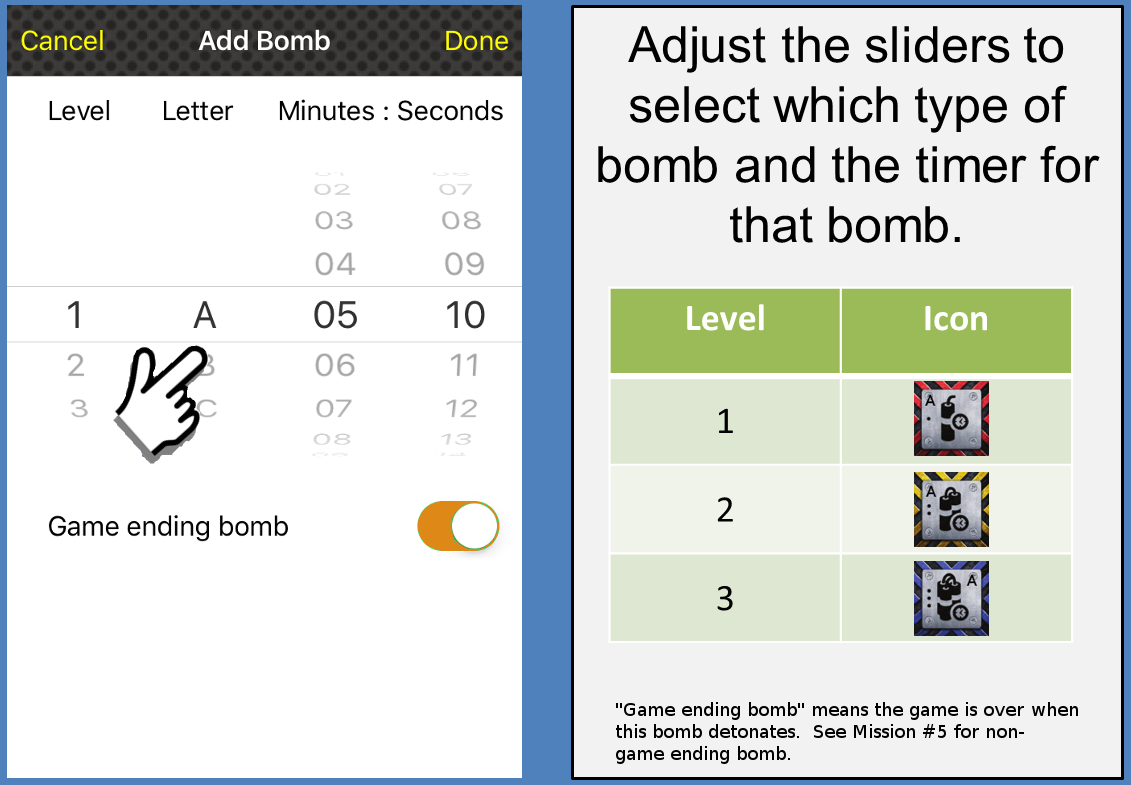 Cancel Add Bomb Done
Level Letter Minutes : Seconds
02 07
03 08
04 09
1 A 05 10
2 B 06 11
3 C 07 12
08 13
Game ending bomb
Adjust the sliders to
select which type of
bomb and the timer for
that bomb.
Level Icon
1 A
2 A
3 A
"Game ending bomb" means the game is over when
this bomb detonates. See Mission #5 for non-
game ending bomb.